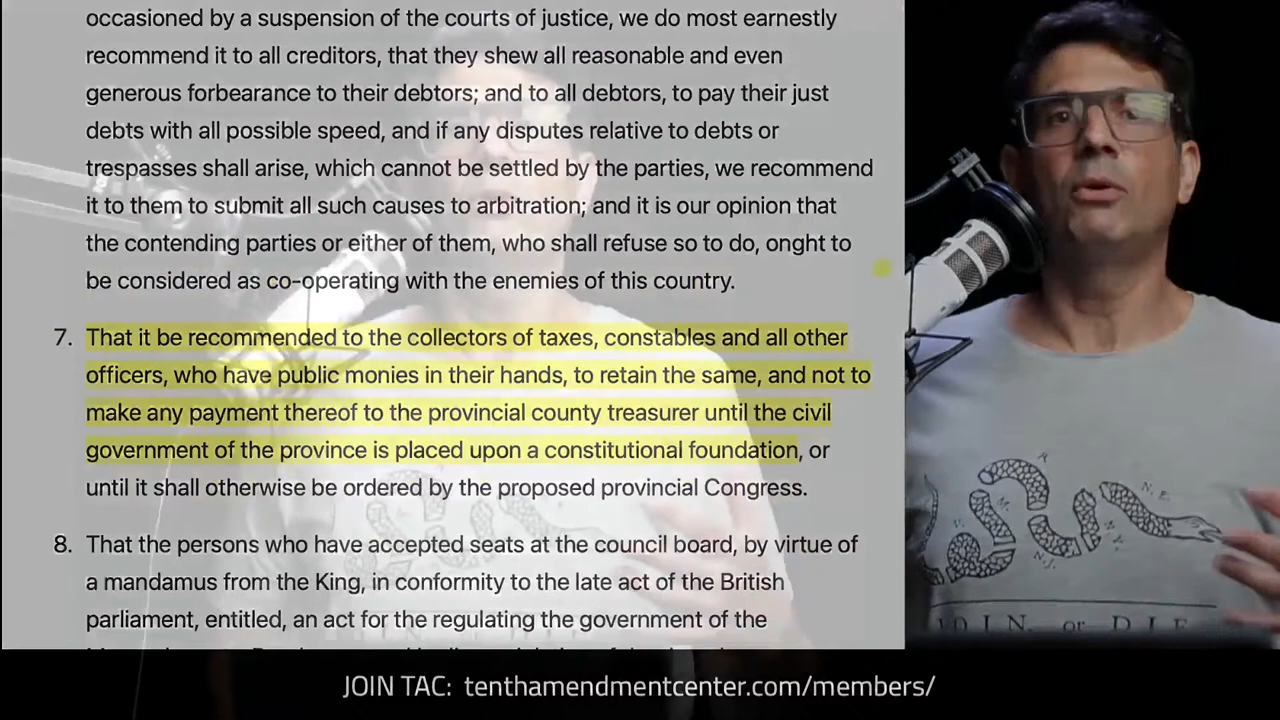 occasioned by a suspension of the courts of justice, we do most earnestly
recommend it to all creditors, that they shew all reasonable and even
generous forbearance to their debtors; and to all debtors, to pay their just
debts with all possible speed, and if any disputes relative to debts or
trespasses shall arise, which cannot be settled by the parties, we recommend
it to them to submit all such causes to arbitration; and it is our opinion that
the contending parties or either of them, who shall refuse so to do, onght to
be considered as co-operating with the enemies of this country.
7. That it be recommended to the collectors of taxes, constables and all other
officers, who have public monies in their hands, to retain the same, and not to
make any payment thereof to the provincial county treasurer until the civil
government of the province is placed upon a constitutional foundation, or
until it shall otherwise be ordered by the proposed provincial Congress.
8. That the persons who have accepted seats at the council board, by virtue of
a mandamus from the King, in conformity to the late act of the British
parliament, entitled, an act for the regulating the government of the
N.E.
N.Y.
N.J.
M.
or DIE
JOIN TAC: tenthamendmentcenter.com/members/